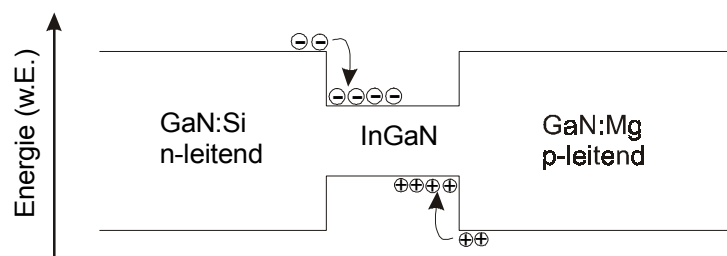 Energie (w.E.)
GaN:Si
n-leitend
InGaN
GaN:Mg
p-leitend